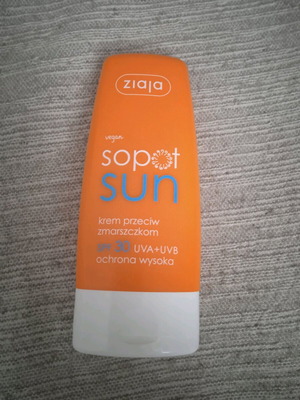 ziaja
vegan
sopot
sun
krem przeciw
zmarszczkom
spf 30 UVA+UVB
ochrona wysoka